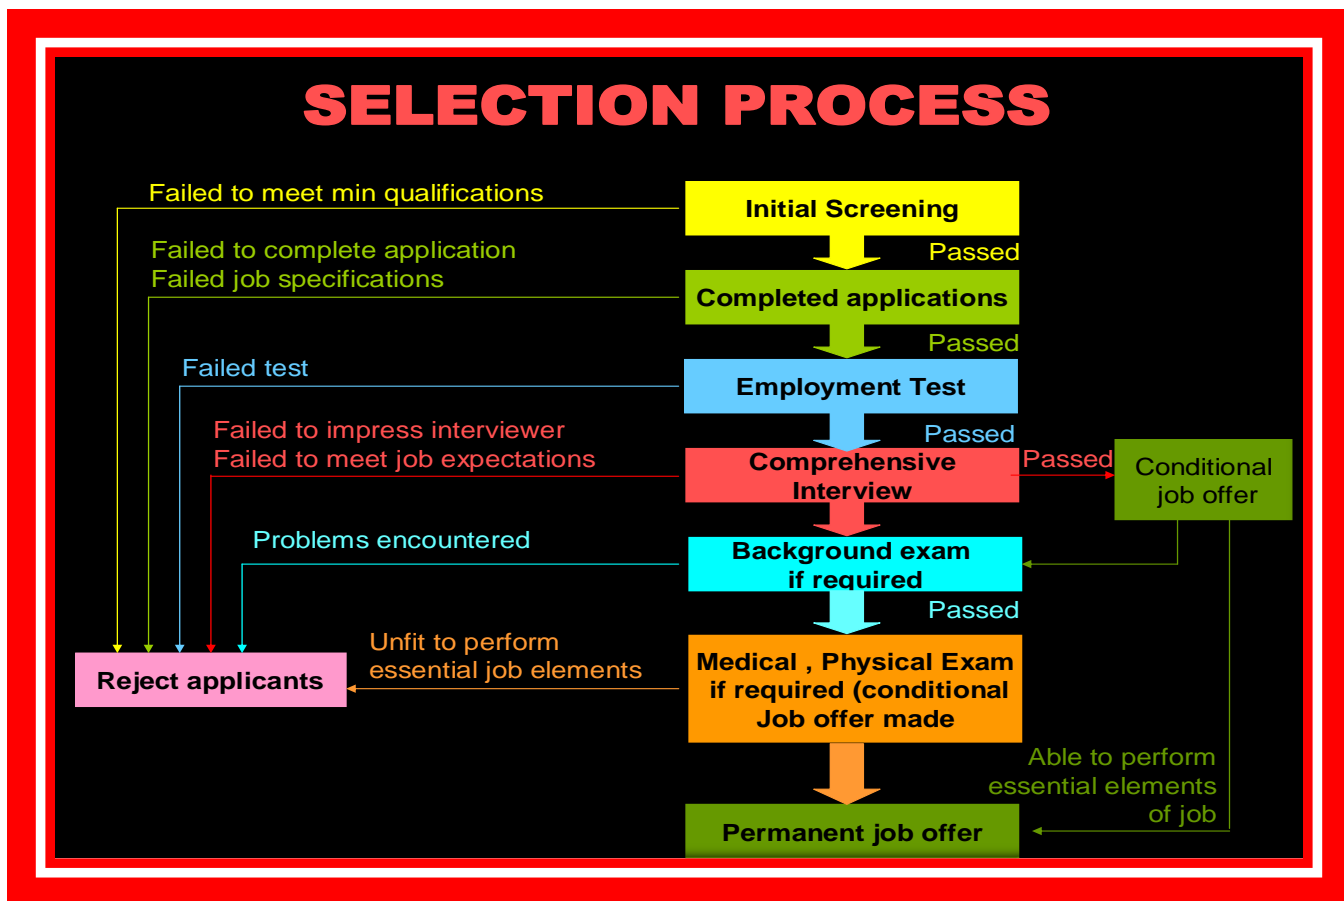 SELECTION PROCESS
Failed to meet min qualifications
Initial Screening
Passed
Failed to complete application
Failed job specifications
Completed applications
Passed
Failed test
Employment Test
Passed
Failed to impress interviewer
Failed to meet job expectations
Comprehensive
Interview
Passed
Conditional
job offer
Problems encountered
Background exam
if required
Passed
Unfit to perform
essential job elements
Reject applicants
Medical , Physical Exam
if required (conditional
Job offer made
Able to perform
essential elements
of job
Permanent job offer